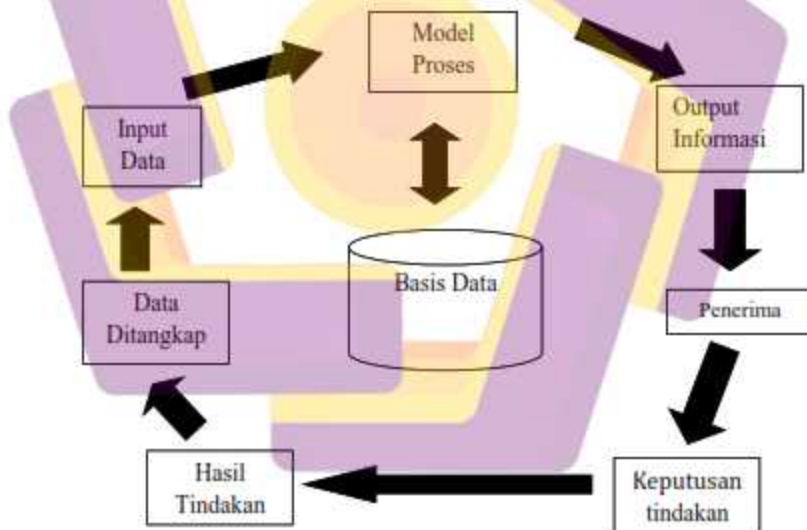 Model
Proses
Input
Data
Output
Informasi
Basis Data
Data
Ditangkap
Penerima
Hasil
Tindakan
Keputusan
tindakan